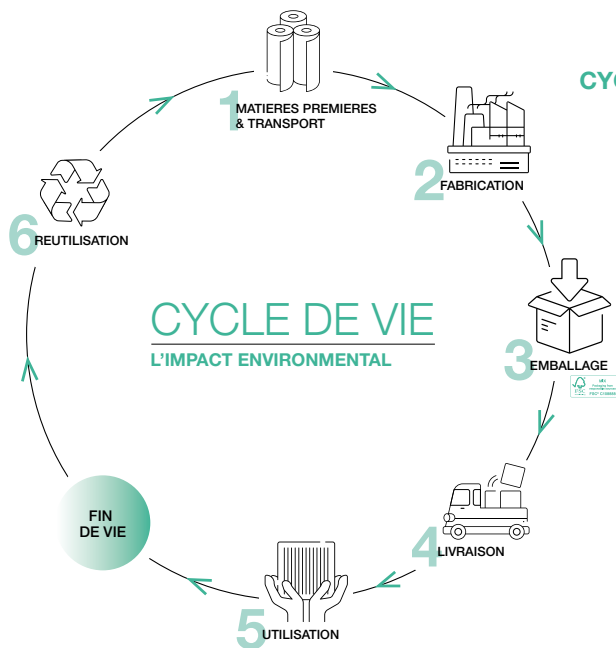 CYC
1
MATIERES PREMIERES
& TRANSPORT
2
FABRICATION
6
REUTILISATION
CYCLE DE VIE
L'IMPACT ENVIRONMENTAL
3
EMBALLAGE
FSC
FIN
DE VIE
4
LIVRAISON
5
UTILISATION